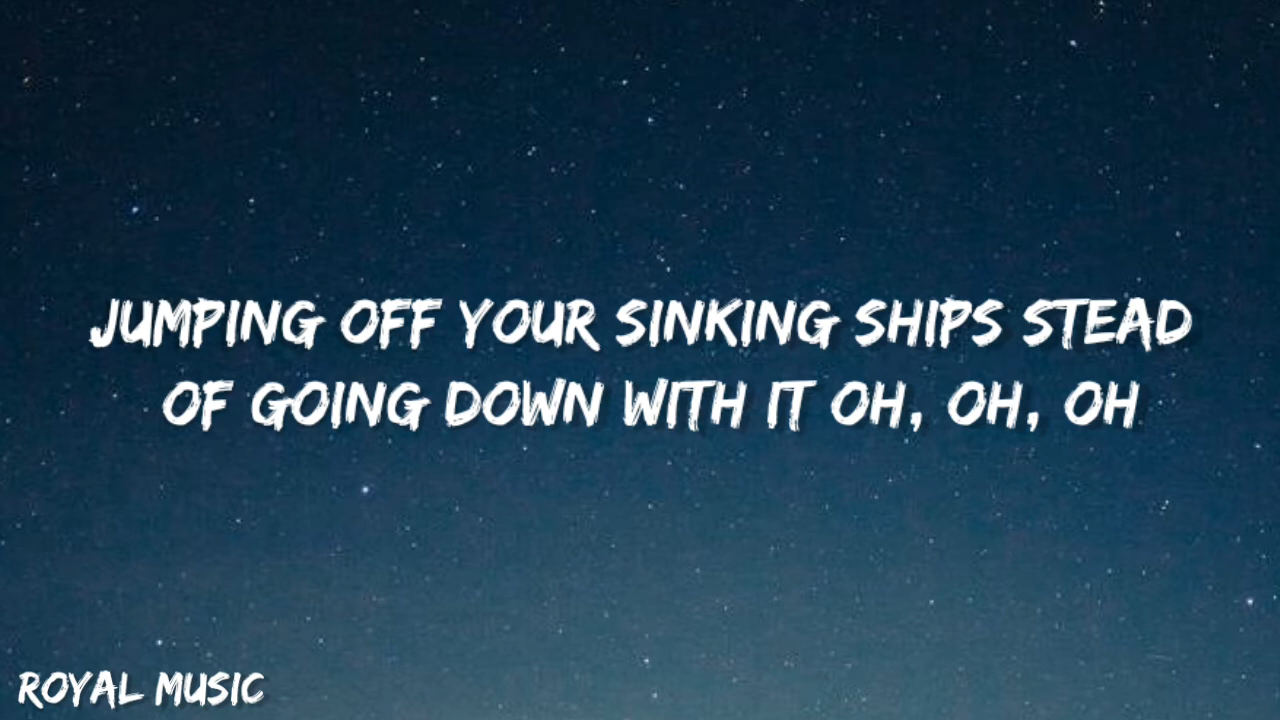 JUMPING OFF YOUR SINKING SHIPS STEAD
OF GOING DOWN WITH IT OH, OH, OH
ROYAL MUSIC